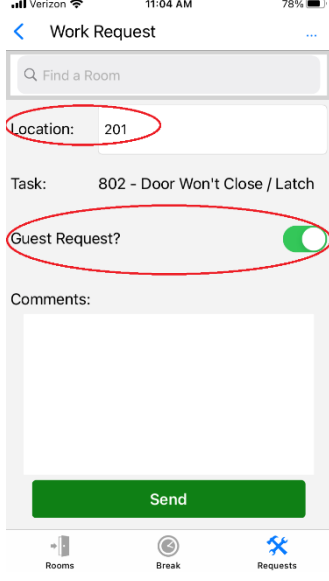 Verizon 11:04 AM 78%
Work Request ...
Find a Room
Location: 201
Task: 802 - Door Won't Close / Latch
Guest Request?
Comments:
Send
Rooms Break Requests